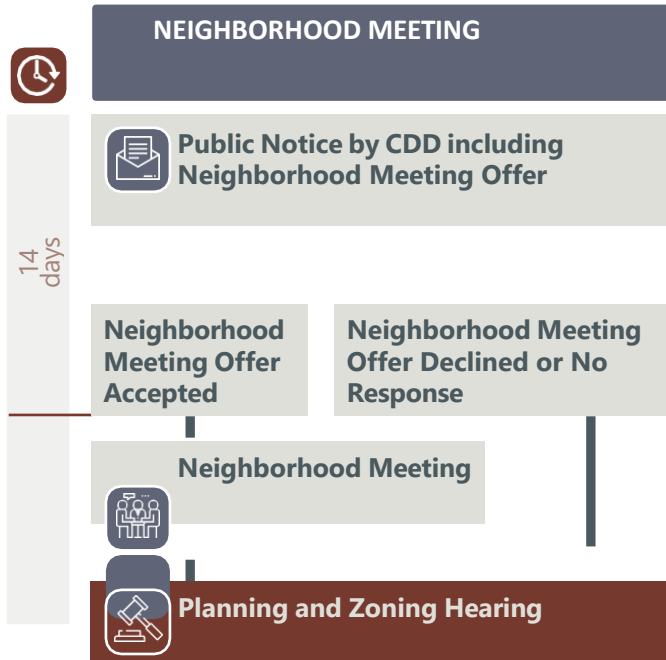 NEIGHBORHOOD MEETING
Public Notice by CDD including
Neighborhood Meeting Offer
14
days
Neighborhood
Meeting Offer
Accepted
Neighborhood Meeting
Offer Declined or No
Response
Neighborhood Meeting
Planning and Zoning Hearing